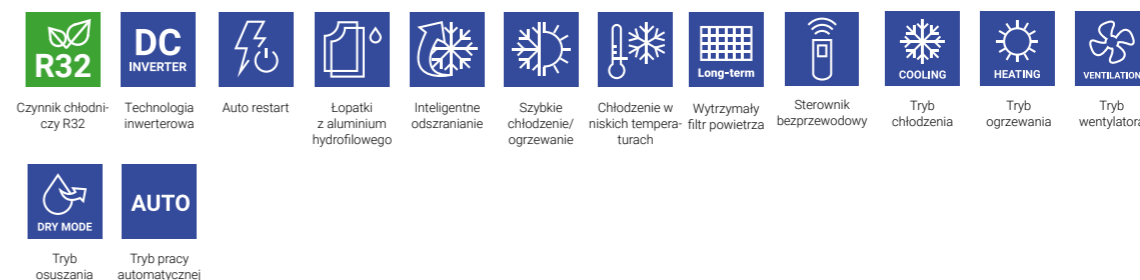 R32
DC
INVERTER
Long-term
COOLING
HEATING
VENTILATION
Czynnik chłodni-
czy R32
Technologia
inwerterowa
Auto restart
Łopatki
z aluminium
hydrofilowego
Inteligentne
odszranianie
Szybkie
chłodzenie/
ogrzewanie
Chłodzenie w
niskich tempera-
turach
Wytrzymały
filtr powietrza
Sterownik
bezprzewodowy
Tryb
chłodzenia
Tryb
ogrzewania
Tryb
wentylatora
DRY MODE
AUTO
Tryb
osuszania
Tryb pracy
automatycznej